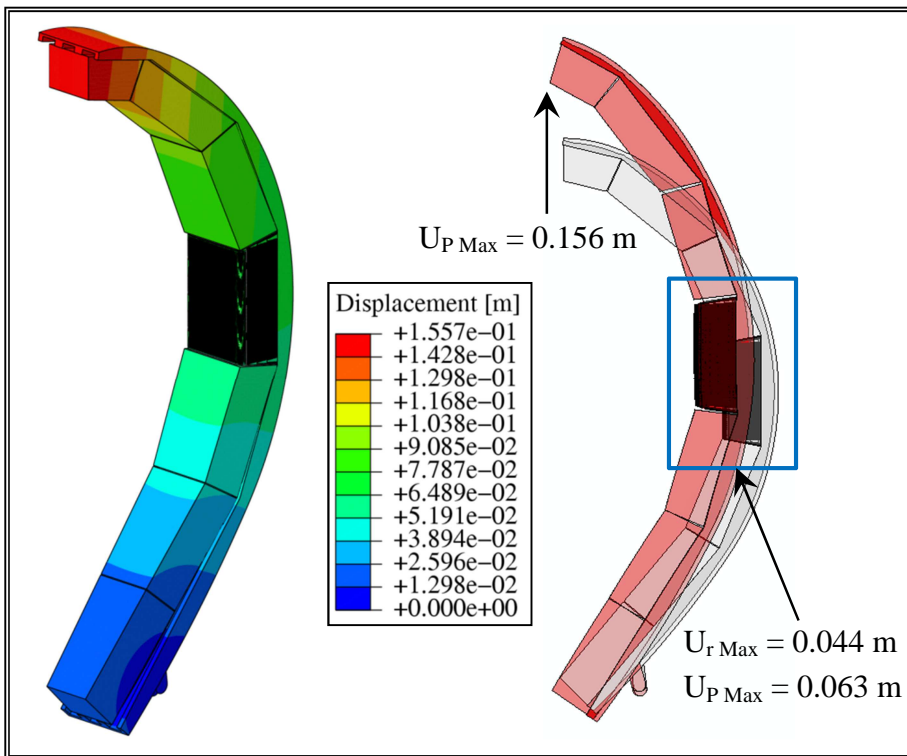 U_P Max = 0.156 m
Displacement [m]
+1.557e−01
+1.428e−01
+1.298e−01
+1.168e−01
+1.038e−01
+9.085e−02
+7.787e−02
+6.489e−02
+5.191e−02
+3.894e−02
+2.596e−02
+1.298e−02
+0.000e+00
U_r Max = 0.044 m
U_P Max = 0.063 m